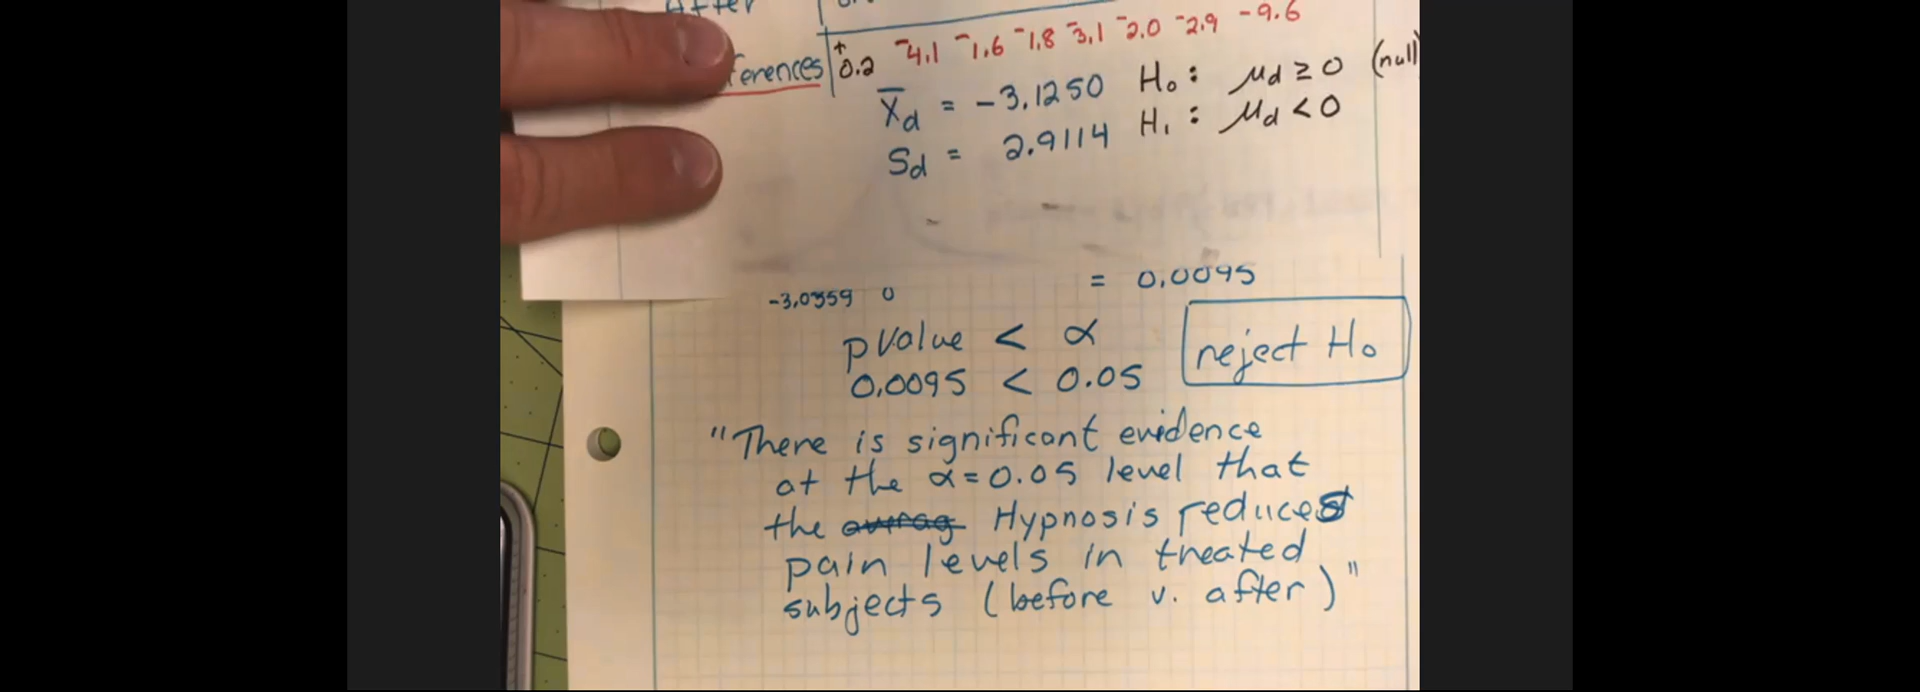 After
ferences +0.2 -4.1 -1.6 -1.8 -3.1 -2.0 -2.9 -9.6
x̄d = -3.1250 H₀: μd ≥ 0 (null)
Sd = 2.9114 H₁: μd < 0
-3.0359 0 = 0.0095
pvalue < α
0.0095 < 0.05
reject H₀
"There is significant evidence
at the α=0.05 level that
the Hypnosis reduces
pain levels in treated
subjects (before v. after)"